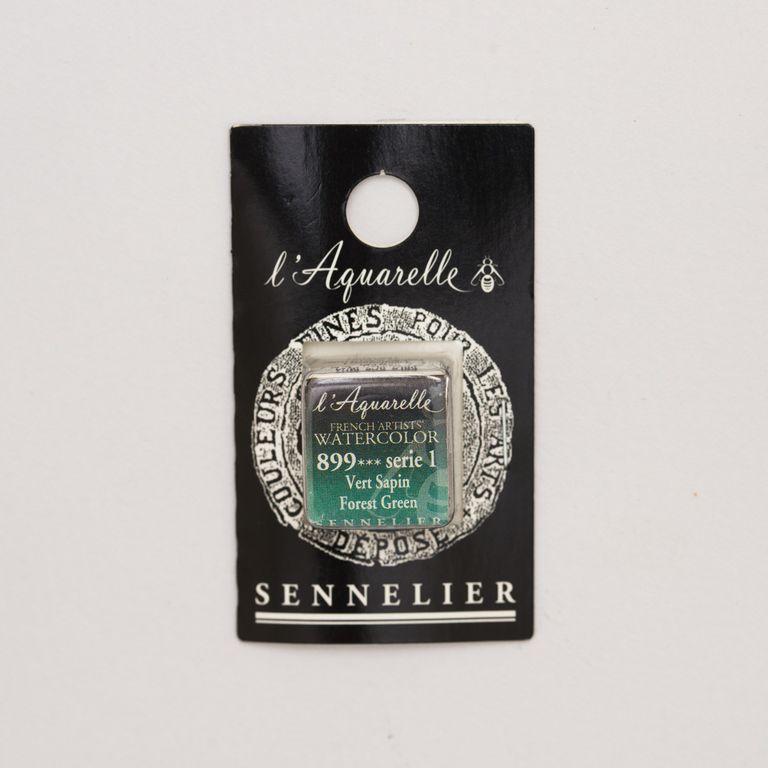 l'Aquarelle
COULEURS FINES POUR LES ARTS
DÉPOSÉ
l'Aquarelle
FRENCH ARTISTS'
WATERCOLOR
899*** serie 1
Vert Sapin
Forest Green
SENNELIER
SENNELIER